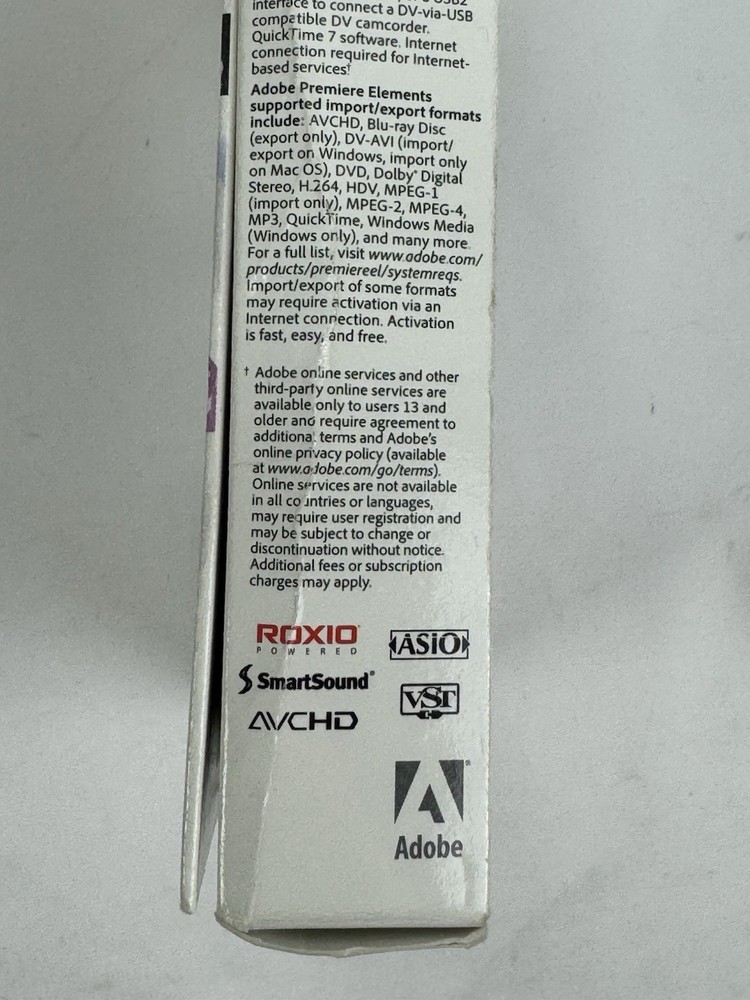 interface to connect a DV-via-USB
compatible DV camcorder.
QuickTime 7 software. Internet
connection required for Internet-
based services†
Adobe Premiere Elements
supported import/export formats
include: AVCHD, Blu-ray Disc
(export only), DV-AVI (import/
export on Windows, import only
on Mac OS), DVD, Dolby® Digital
Stereo, H.264, HDV, MPEG-1
(import only), MPEG-2, MPEG-4,
MP3, QuickTime, Windows Media
(Windows only), and many more.
For a full list, visit www.adobe.com/
products/premiereel/systemreqs.
Import/export of some formats
may require activation via an
Internet connection. Activation
is fast, easy, and free.
† Adobe online services and other
third-party online services are
available only to users 13 and
older and require agreement to
additional terms and Adobe's
online privacy policy (available
at www.adobe.com/go/terms).
Online services are not available
in all countries or languages,
may require user registration and
may be subject to change or
discontinuation without notice.
Additional fees or subscription
charges may apply.
ROXIO
POWERED
ASIO
SmartSound®
VST
AVCHD
Adobe